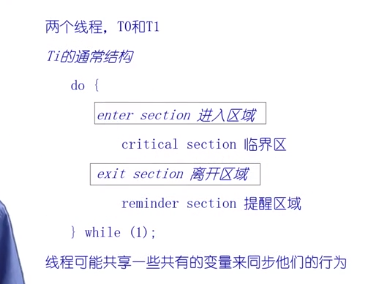 两个线程，T0和T1
Ti的通常结构
do {
enter section 进入区域
critical section 临界区
exit section 离开区域
reminder section 提醒区域
} while (1);
线程可能共享一些共有的变量来同步他们的行为